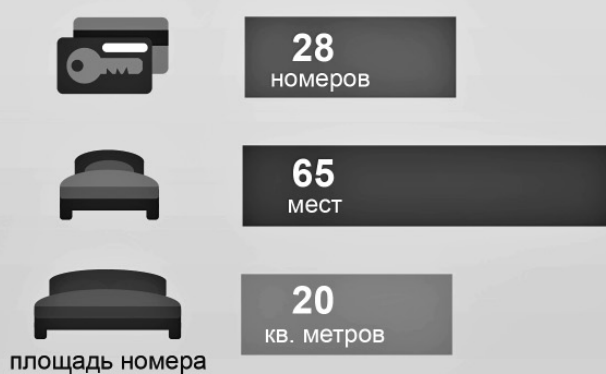 28
номеров
65
мест
20
кв. метров
площадь номера